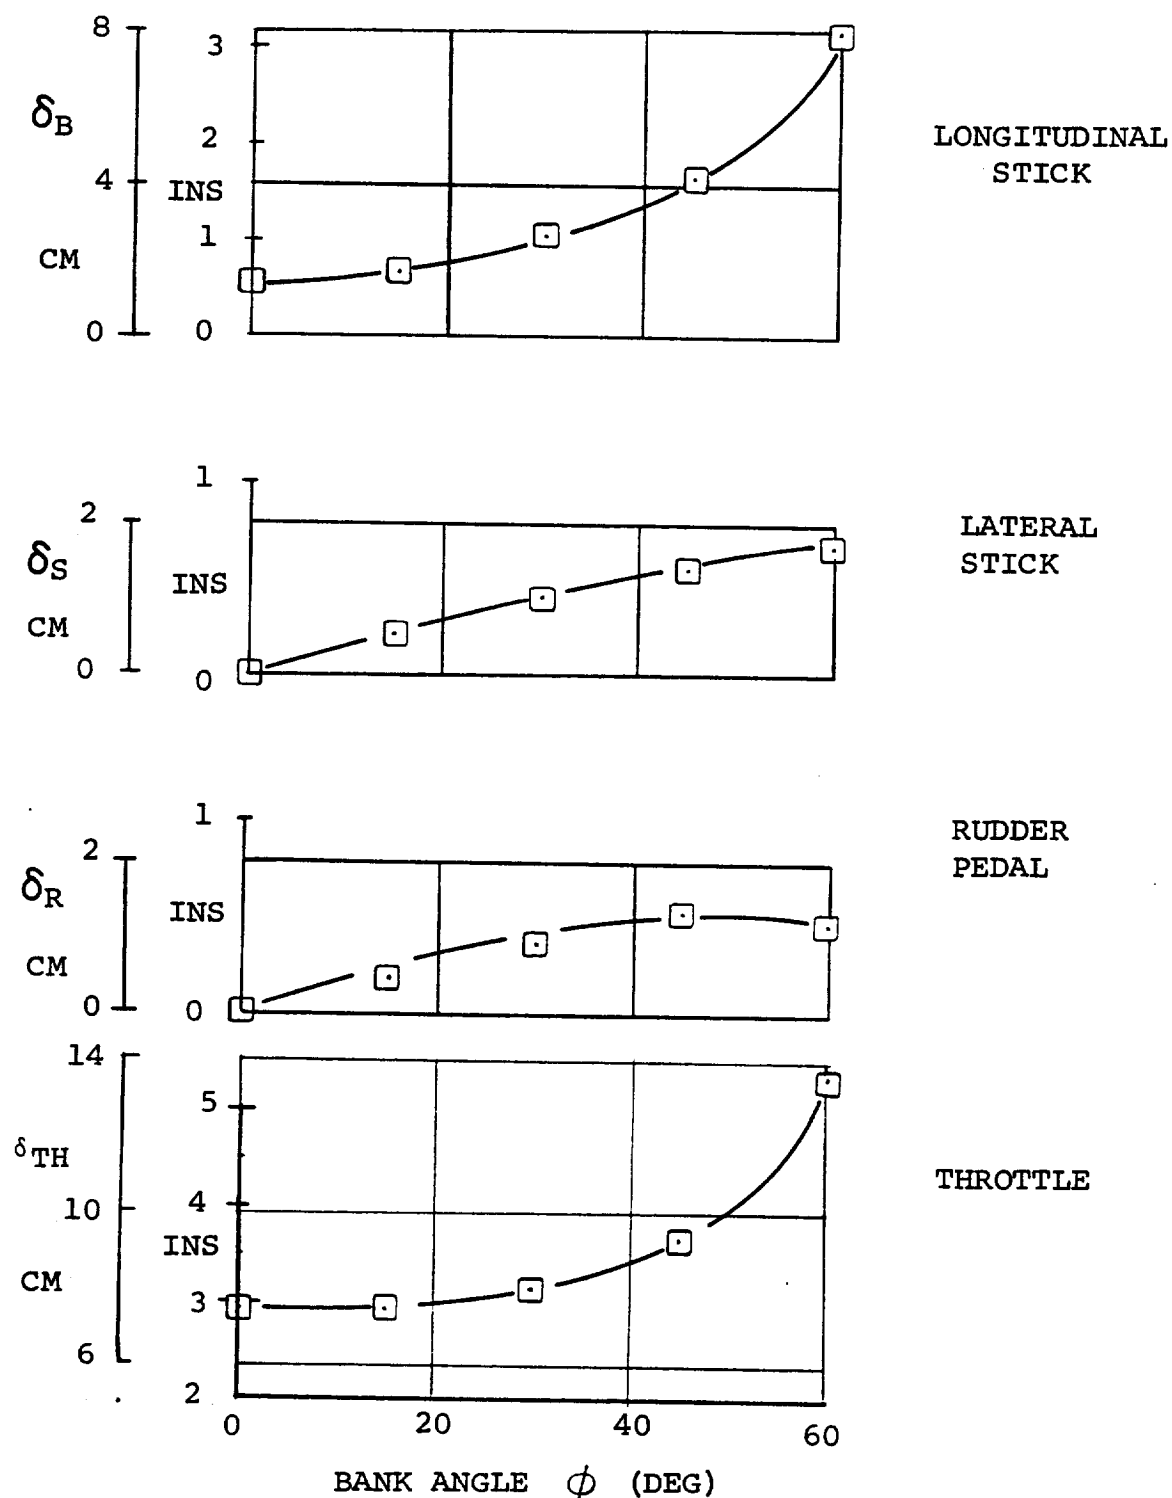 8
3
δB
2
LONGITUDINAL
STICK
4
INS
1
CM
0
0
1
2
LATERAL
STICK
δS
INS
CM
0
0
1
RUDDER
PEDAL
2
δR
INS
CM
0
0
14
5
δTH
THROTTLE
4
10
INS
CM
3
6
2
0 20 40 60
BANK ANGLE ϕ (DEG)